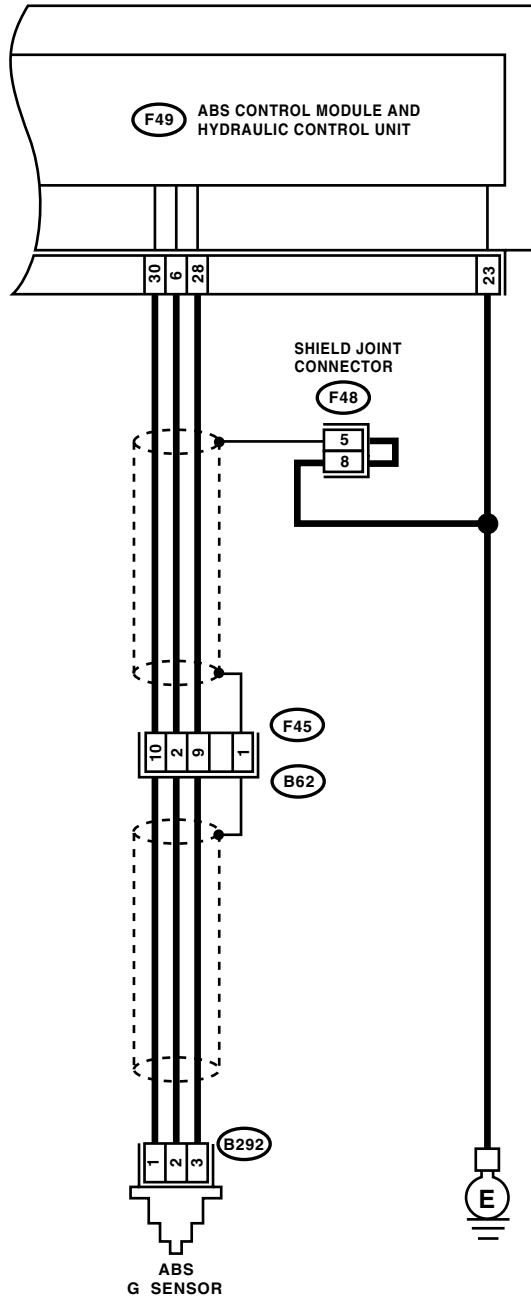 F49 ABS CONTROL MODULE AND
HYDRAULIC CONTROL UNIT
30 6 28 23
SHIELD JOINT
CONNECTOR
F48
5
8
F45
10 2 9 1
B62
B292
1 2 3
E
ABS
G SENSOR